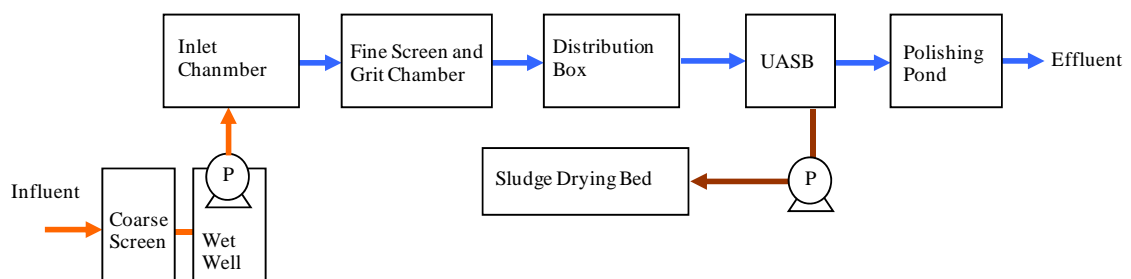 Inlet
Chanmber
Fine Screen and
Grit Chamber
Distribution
Box
UASB
Polishing
Pond
Effluent
Influent
Coarse
Screen
P
Wet
Well
Sludge Drying Bed
P